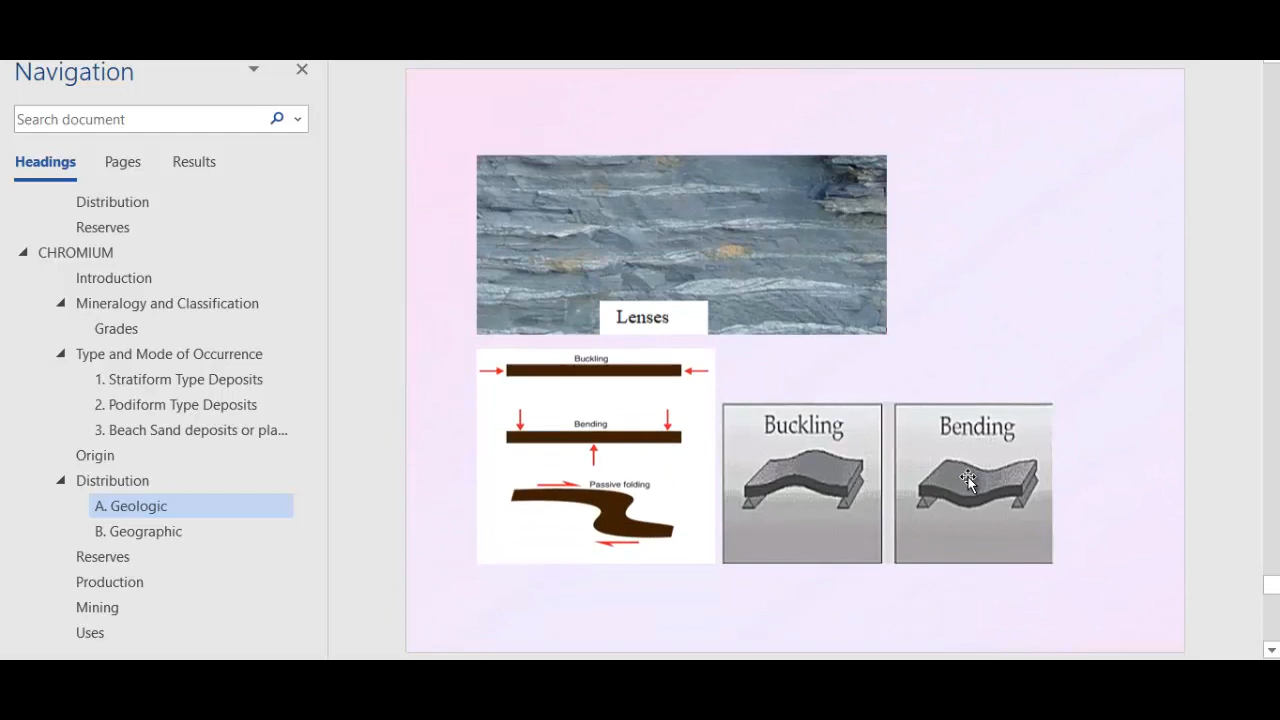 Navigation
Search document
Headings Pages Results
Distribution
Reserves
CHROMIUM
Introduction
Mineralogy and Classification
Grades
Type and Mode of Occurrence
1. Stratiform Type Deposits
2. Podiform Type Deposits
3. Beach Sand deposits or pla...
Origin
Distribution
A. Geologic
B. Geographic
Reserves
Production
Mining
Uses
Lenses
Buckling
Bending
Passive folding
Buckling
Bending